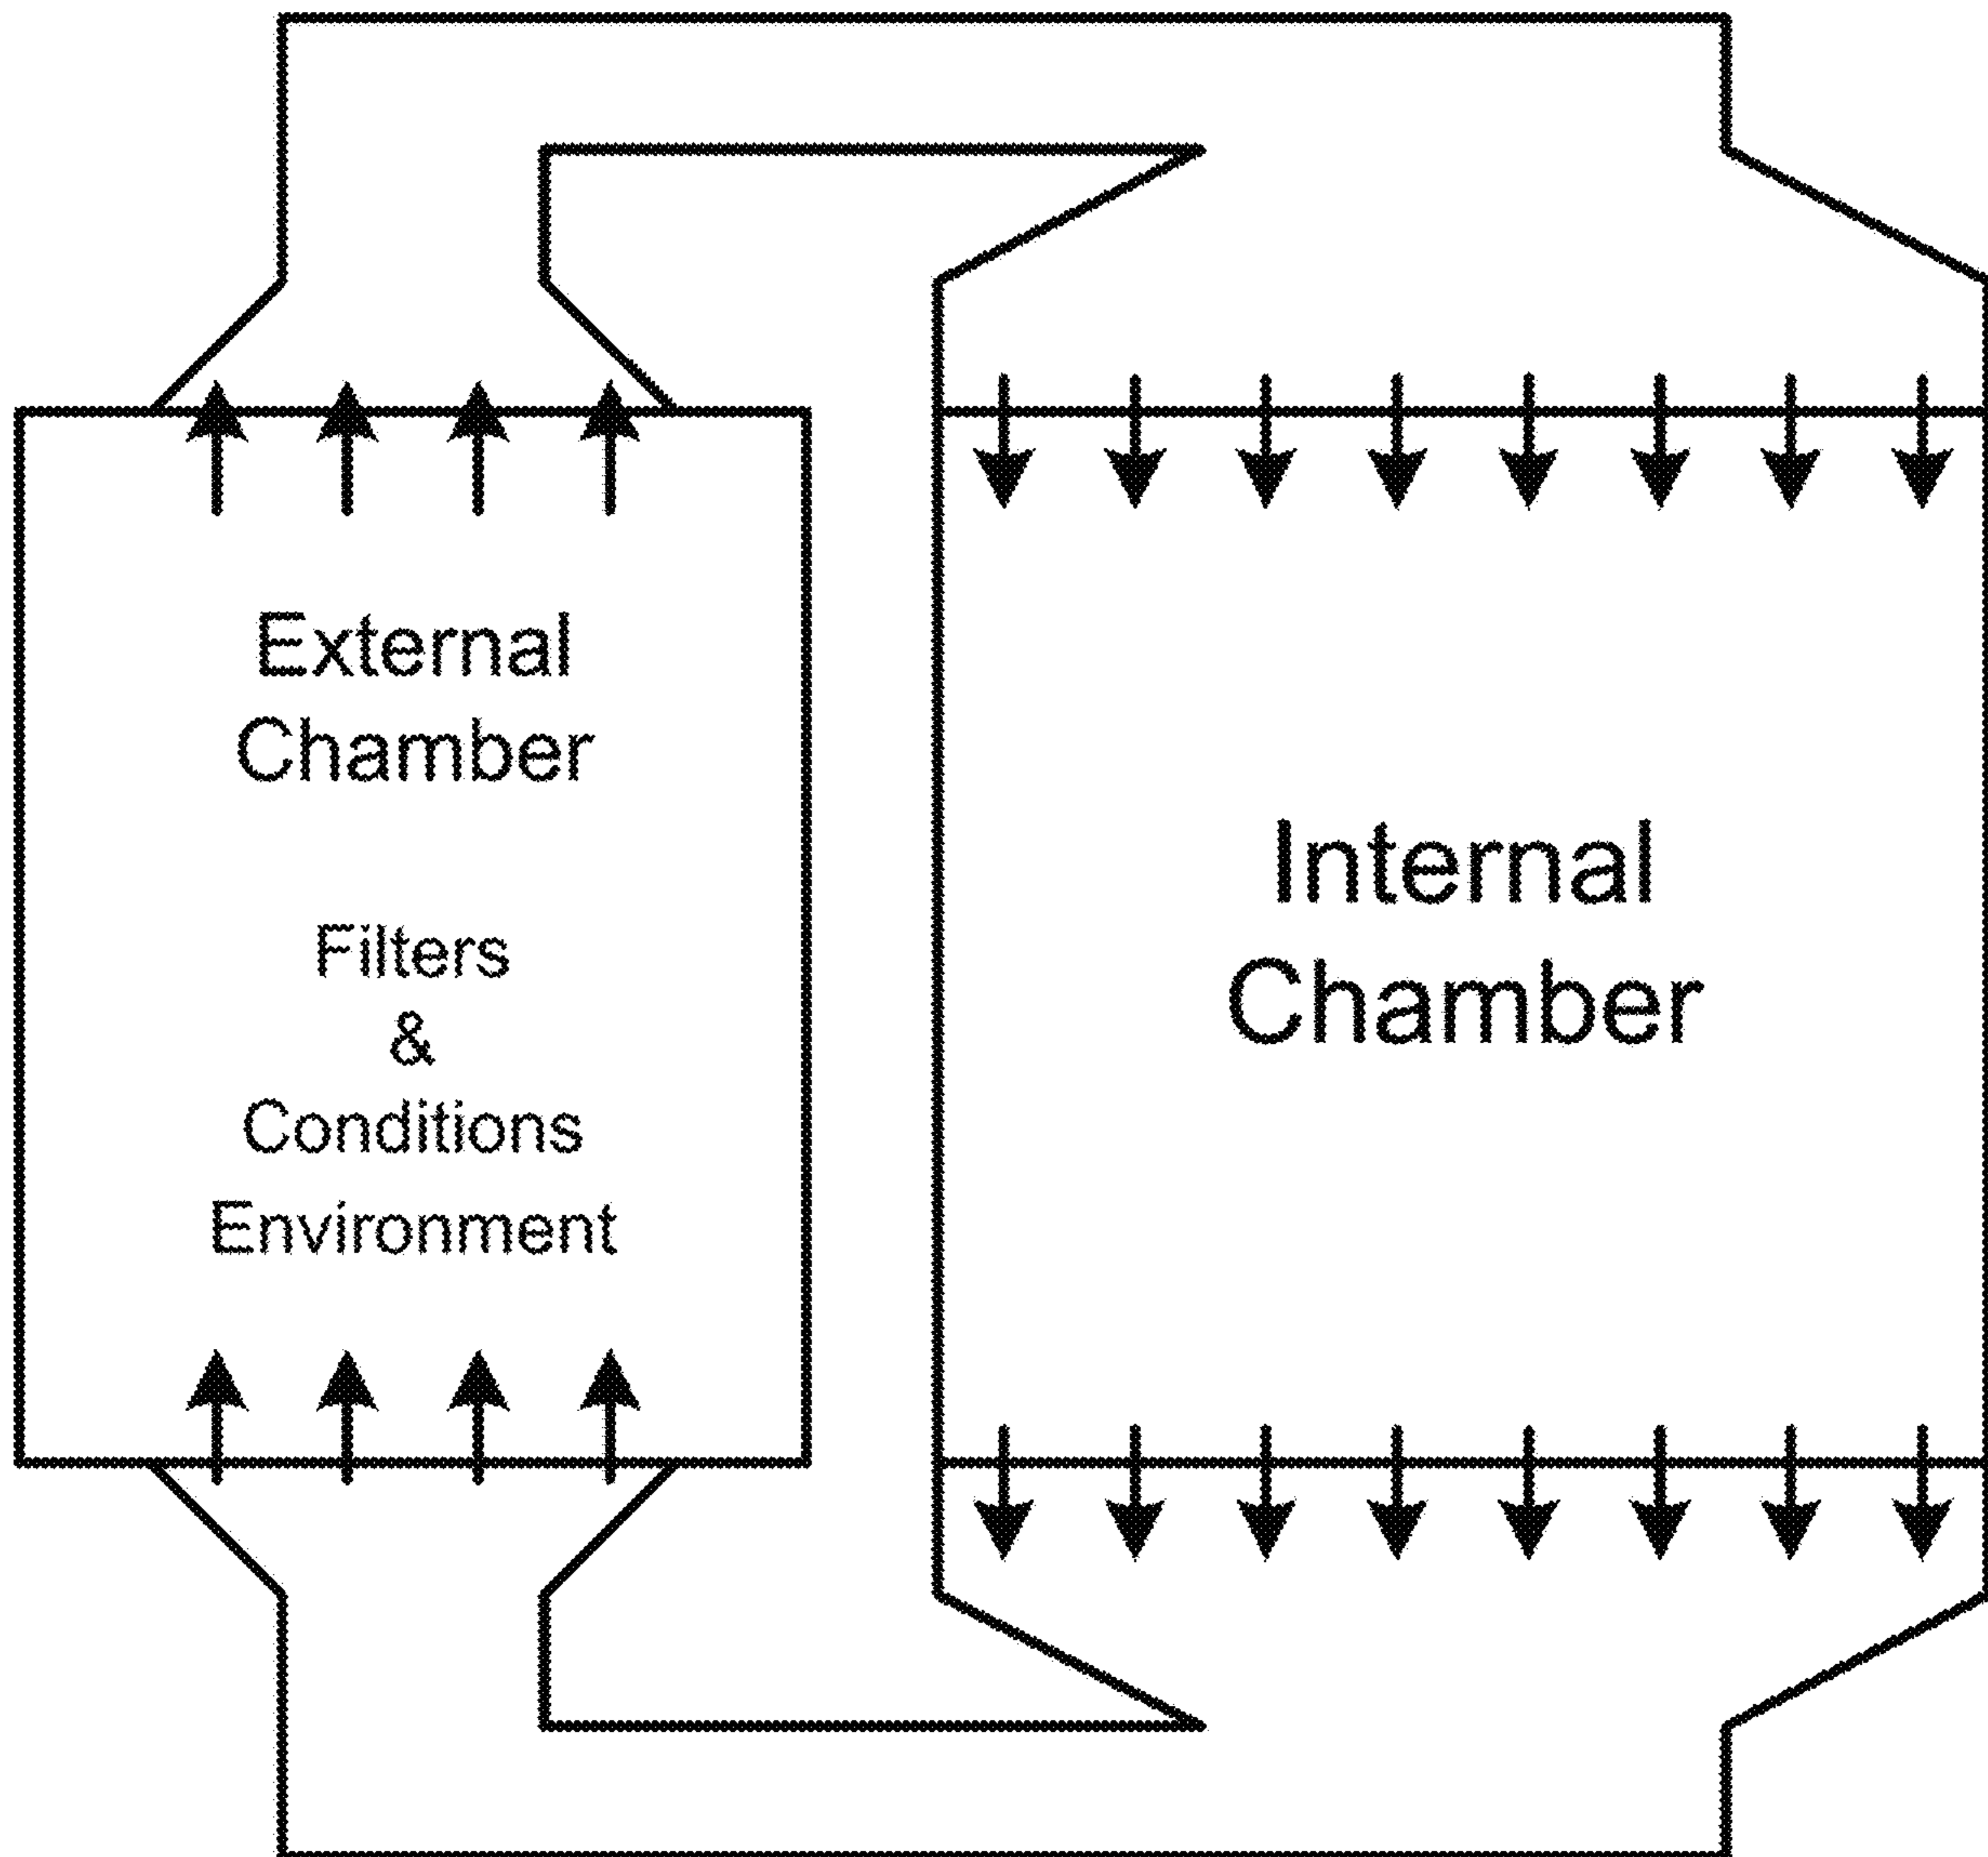 External
Chamber
Filters
&
Conditions
Environment
Internal
Chamber